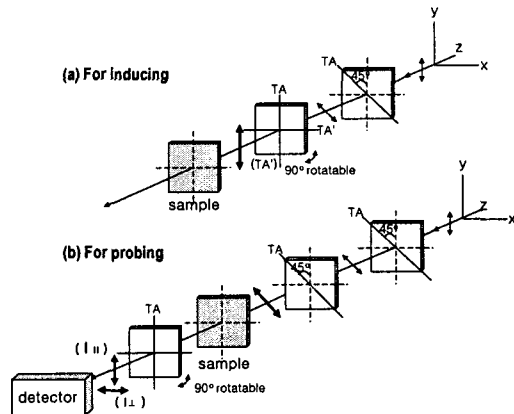 y
z
x
(a) For inducing
TA
45°
TA
TA'
(TA')
90° rotatable
sample
y
z
x
(b) For probing
TA
45°
TA
45°
TA
(I II)
sample
90° rotatable
detector
(I⊥)